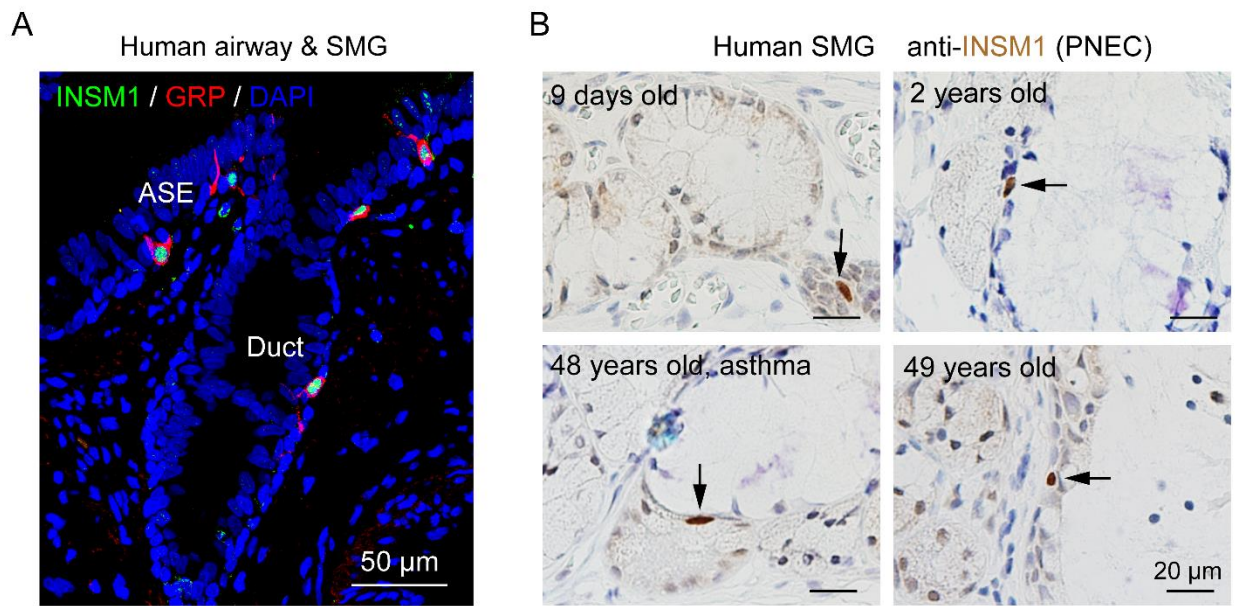 A
Human airway & SMG
INSM1 / GRP / DAPI
ASE
Duct
50 µm
B
Human SMG anti-INSM1 (PNEC)
9 days old
2 years old
48 years old, asthma
49 years old
20 µm